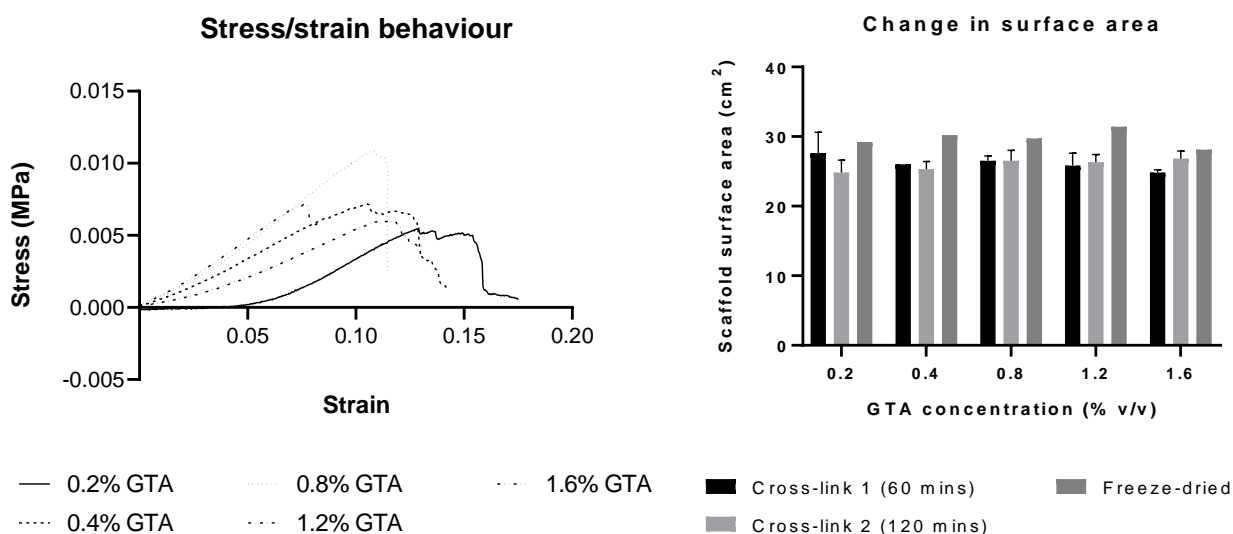 Stress/strain behaviour
0.015
0.010
0.005
0.000
-0.005
0.05 0.10 0.15 0.20
Stress (MPa)
Strain
0.2% GTA 0.8% GTA 1.6% GTA
0.4% GTA 1.2% GTA
Change in surface area
40
30
20
10
0
Scaffold surface area (cm²)
0.2 0.4 0.8 1.2 1.6
GTA concentration (% v/v)
Cross-link 1 (60 mins) Freeze-dried
Cross-link 2 (120 mins)